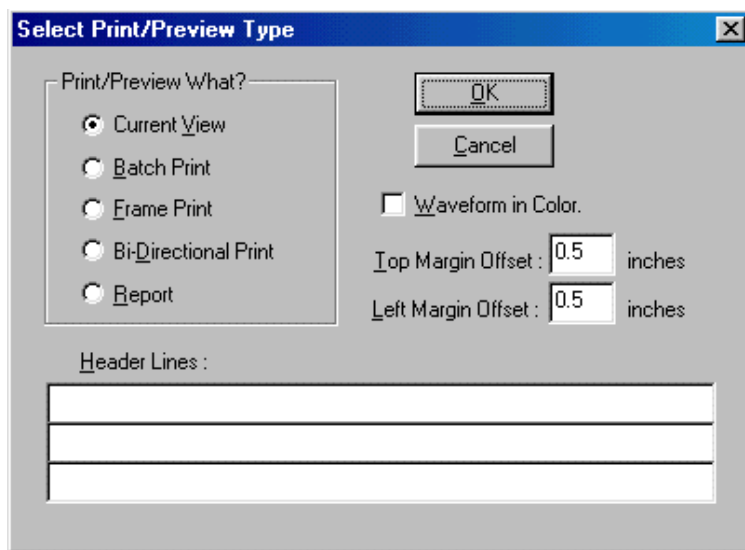 Select Print/Preview Type
Print/Preview What?
Current View
Batch Print
Frame Print
Bi-Directional Print
Report
OK
Cancel
Waveform in Color.
Top Margin Offset : 0.5 inches
Left Margin Offset : 0.5 inches
Header Lines :